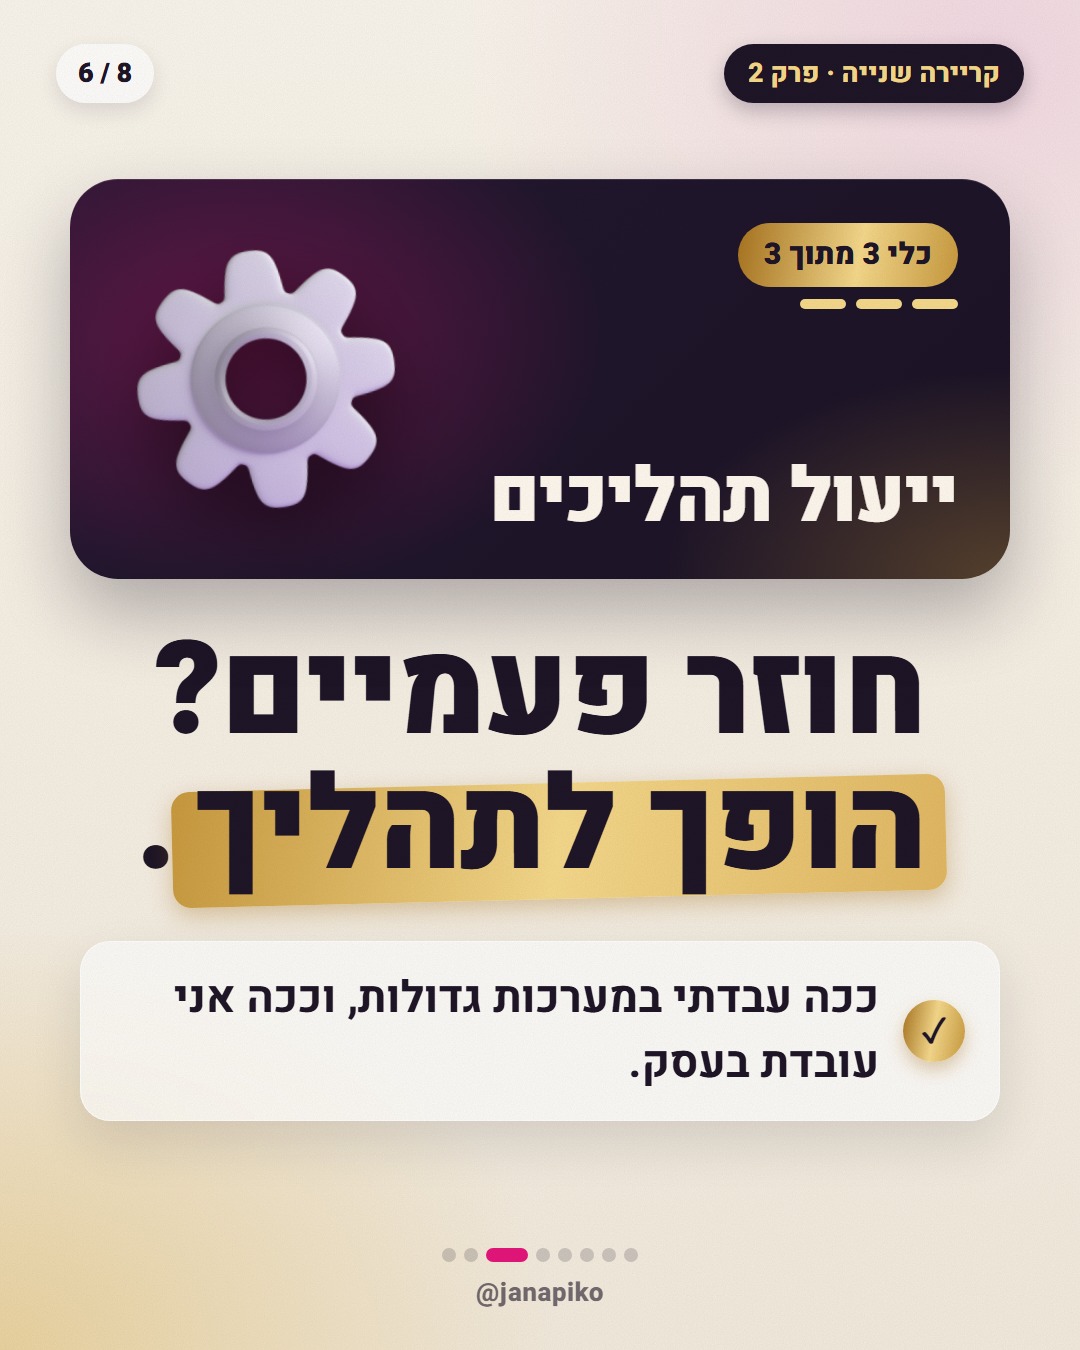 קריירה שנייה · פרק 2
6 / 8
כלי 3 מתוך 3
ייעול תהליכים
חוזר פעמיים?
הופך לתהליך.
ככה עבדתי במערכות גדולות, וככה אני
עובדת בעסק.
✓
@janapiko